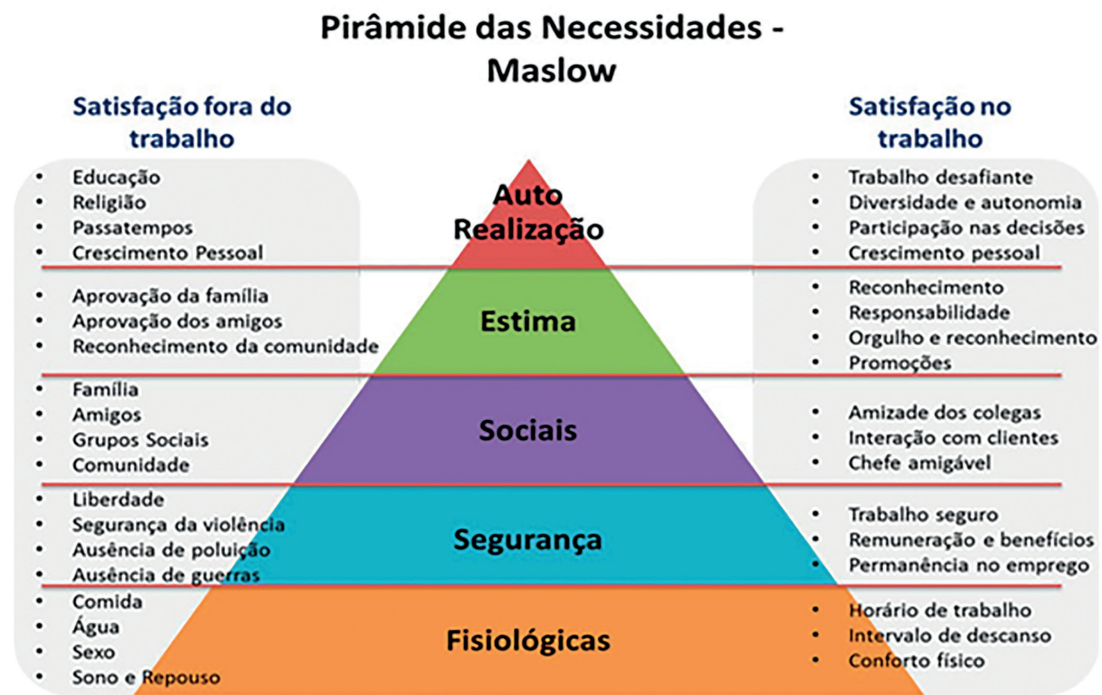 Pirâmide das Necessidades -
Maslow
Satisfação fora do
trabalho
• Educação
• Religião
• Passatempos
• Crescimento Pessoal
• Aprovação da família
• Aprovação dos amigos
• Reconhecimento da comunidade
• Família
• Amigos
• Grupos Sociais
• Comunidade
• Liberdade
• Segurança da violência
• Ausência de poluição
• Ausência de guerras
• Comida
• Água
• Sexo
• Sono e Repouso
Auto
Realização
Estima
Sociais
Segurança
Fisiológicas
Satisfação no
trabalho
• Trabalho desafiante
• Diversidade e autonomia
• Participação nas decisões
• Crescimento pessoal
• Reconhecimento
• Responsabilidade
• Orgulho e reconhecimento
• Promoções
• Amizade dos colegas
• Interação com clientes
• Chefe amigável
• Trabalho seguro
• Remuneração e benefícios
• Permanência no emprego
• Horário de trabalho
• Intervalo de descanso
• Conforto físico